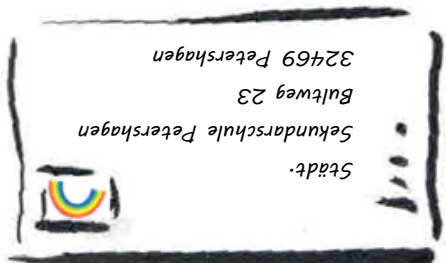 Städt.
Sekundarschule Petershagen
Bultweg 23
32469 Petershagen